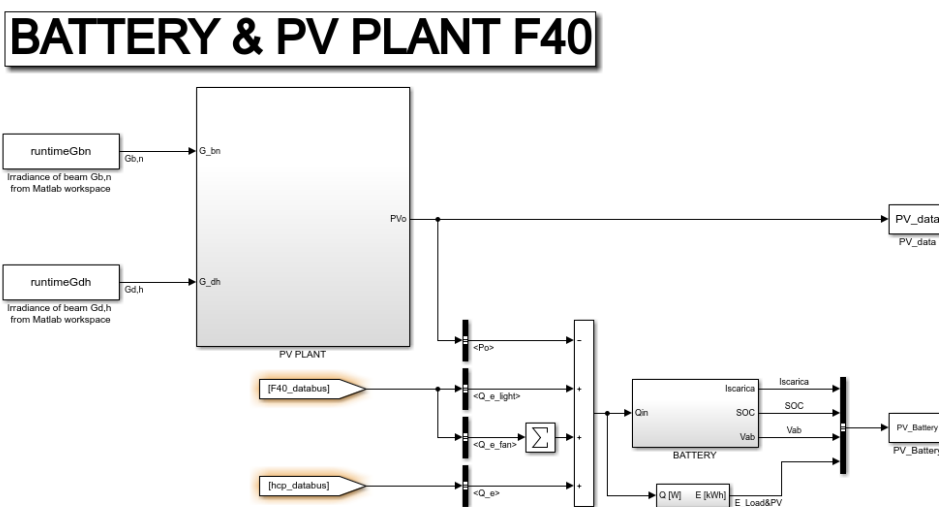 BATTERY & PV PLANT F40
runtimeGbn
Gb,n
Irradiance of beam Gb,n
from Matlab workspace
G_bn
PVo
PV_data
PV_data
runtimeGdh
Gd,h
Irradiance of beam Gd,h
from Matlab workspace
G_dh
PV PLANT
<Po>
−
[F40_databus]
<Q_e_light>
+
<Q_e_fan>
Σ
+
[hcp_databus]
<Q_e>
+
Qin
Iscarica
SOC
Vab
BATTERY
Iscarica
SOC
Vab
PV_Battery
PV_Battery
Q [W]
E [kWh]
E_Load&PV